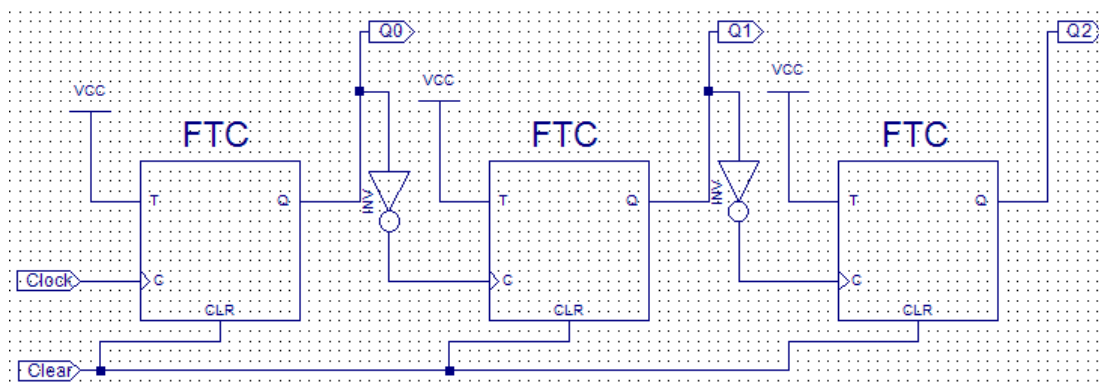 Q0 Q1 Q2
VCC VCC VCC
FTC FTC FTC
INV INV
T Q T Q T Q
Clock C C C
CLR CLR CLR
Clear